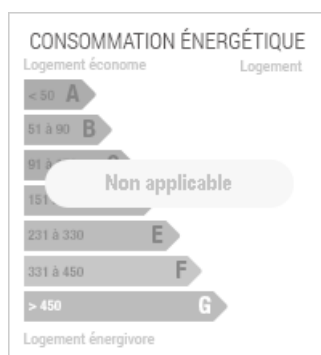 CONSOMMATION ÉNERGÉTIQUE
Logement économe Logement
< 50 A
51 à 90 B
91 à
Non applicable
151
231 à 330 E
331 à 450 F
> 450 G
Logement énergivore